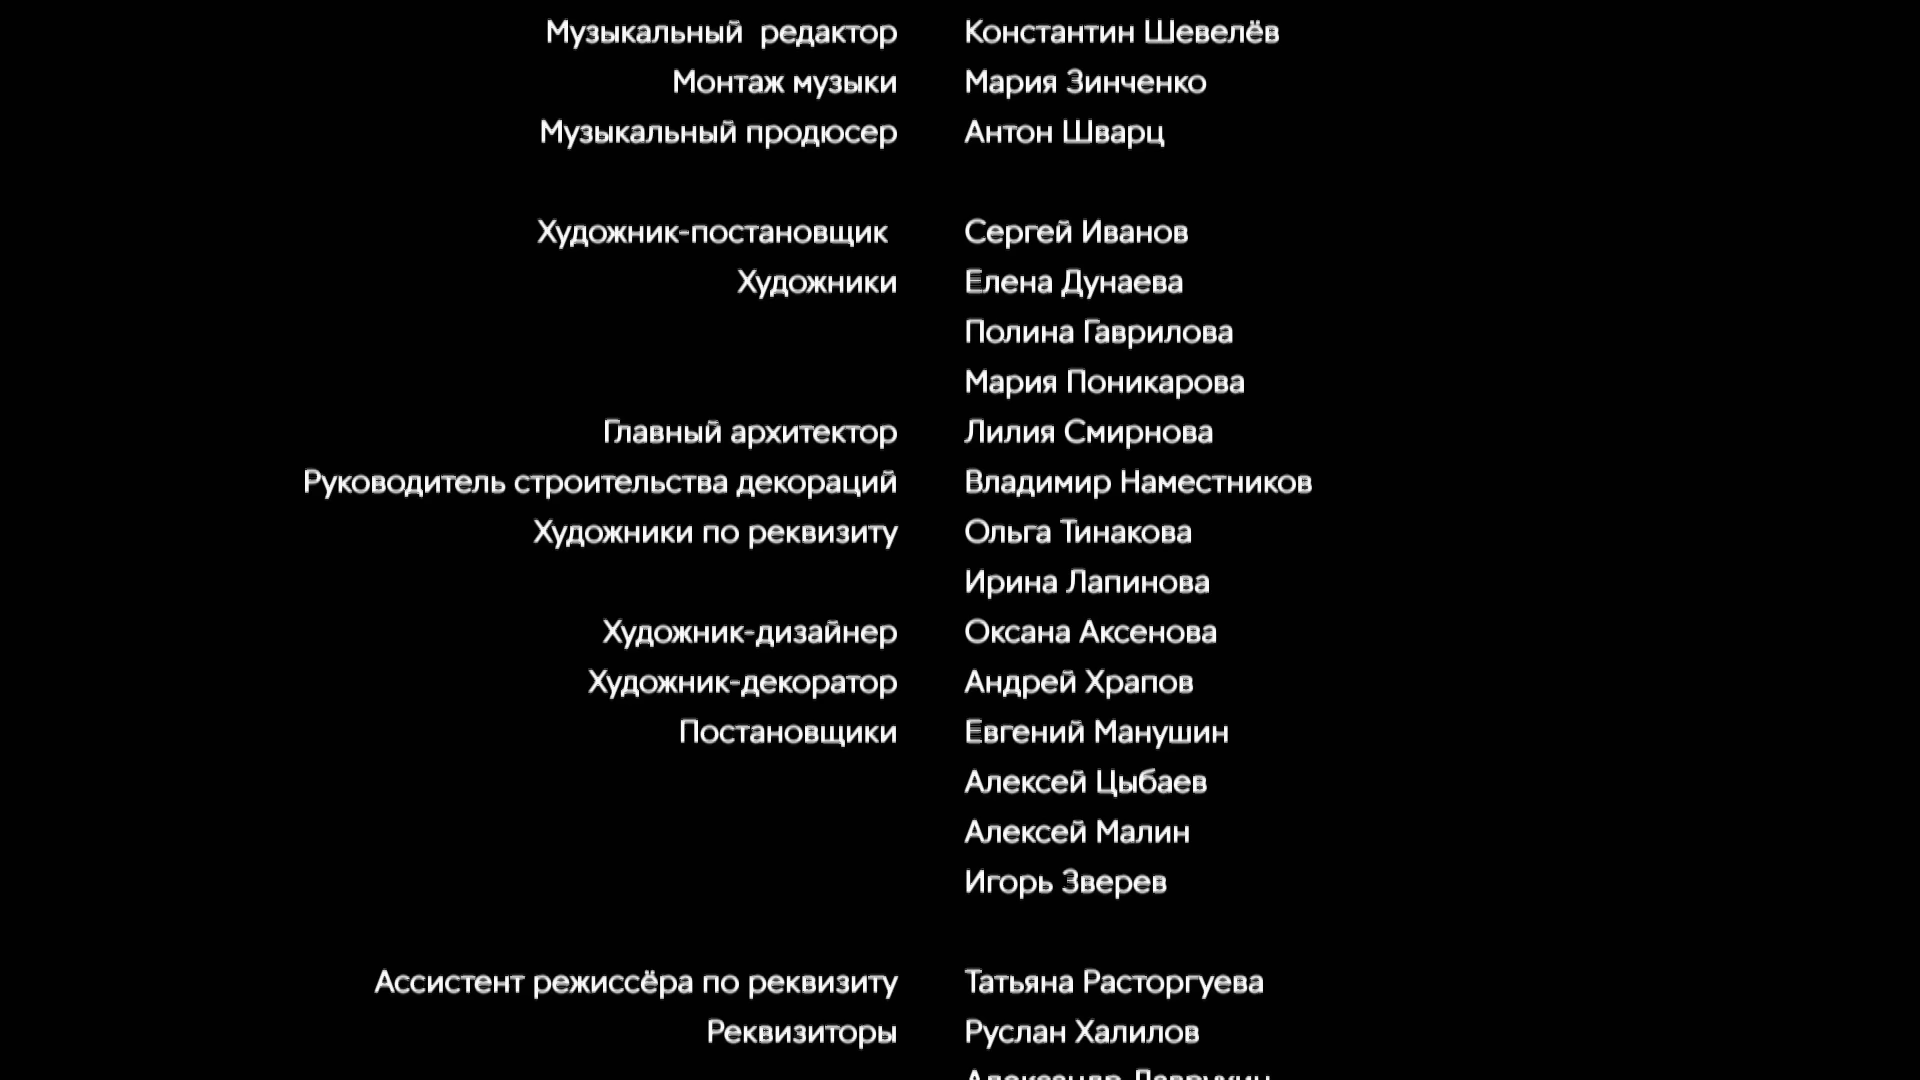 Музыкальный редактор Константин Шевелёв
Монтаж музыки Мария Зинченко
Музыкальный продюсер Антон Шварц
Художник-постановщик Сергей Иванов
Художники Елена Дунаева
Полина Гаврилова
Мария Поникарова
Главный архитектор Лилия Смирнова
Руководитель строительства декораций Владимир Наместников
Художники по реквизиту Ольга Тинакова
Ирина Лапинова
Художник-дизайнер Оксана Аксенова
Художник-декоратор Андрей Храпов
Постановщики Евгений Манушин
Алексей Цыбаев
Алексей Малин
Игорь Зверев
Ассистент режиссёра по реквизиту Татьяна Расторгуева
Реквизиторы Руслан Халилов
Александр